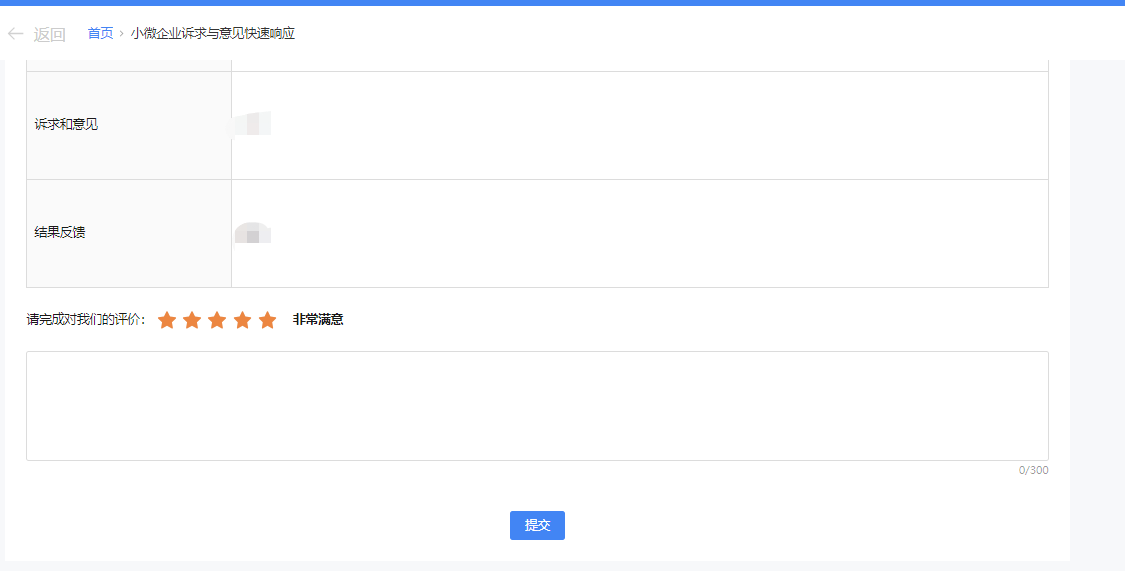 返回 首页 › 小微企业诉求与意见快速响应
诉求和意见
结果反馈
请完成对我们的评价: 非常满意
0/300
提交